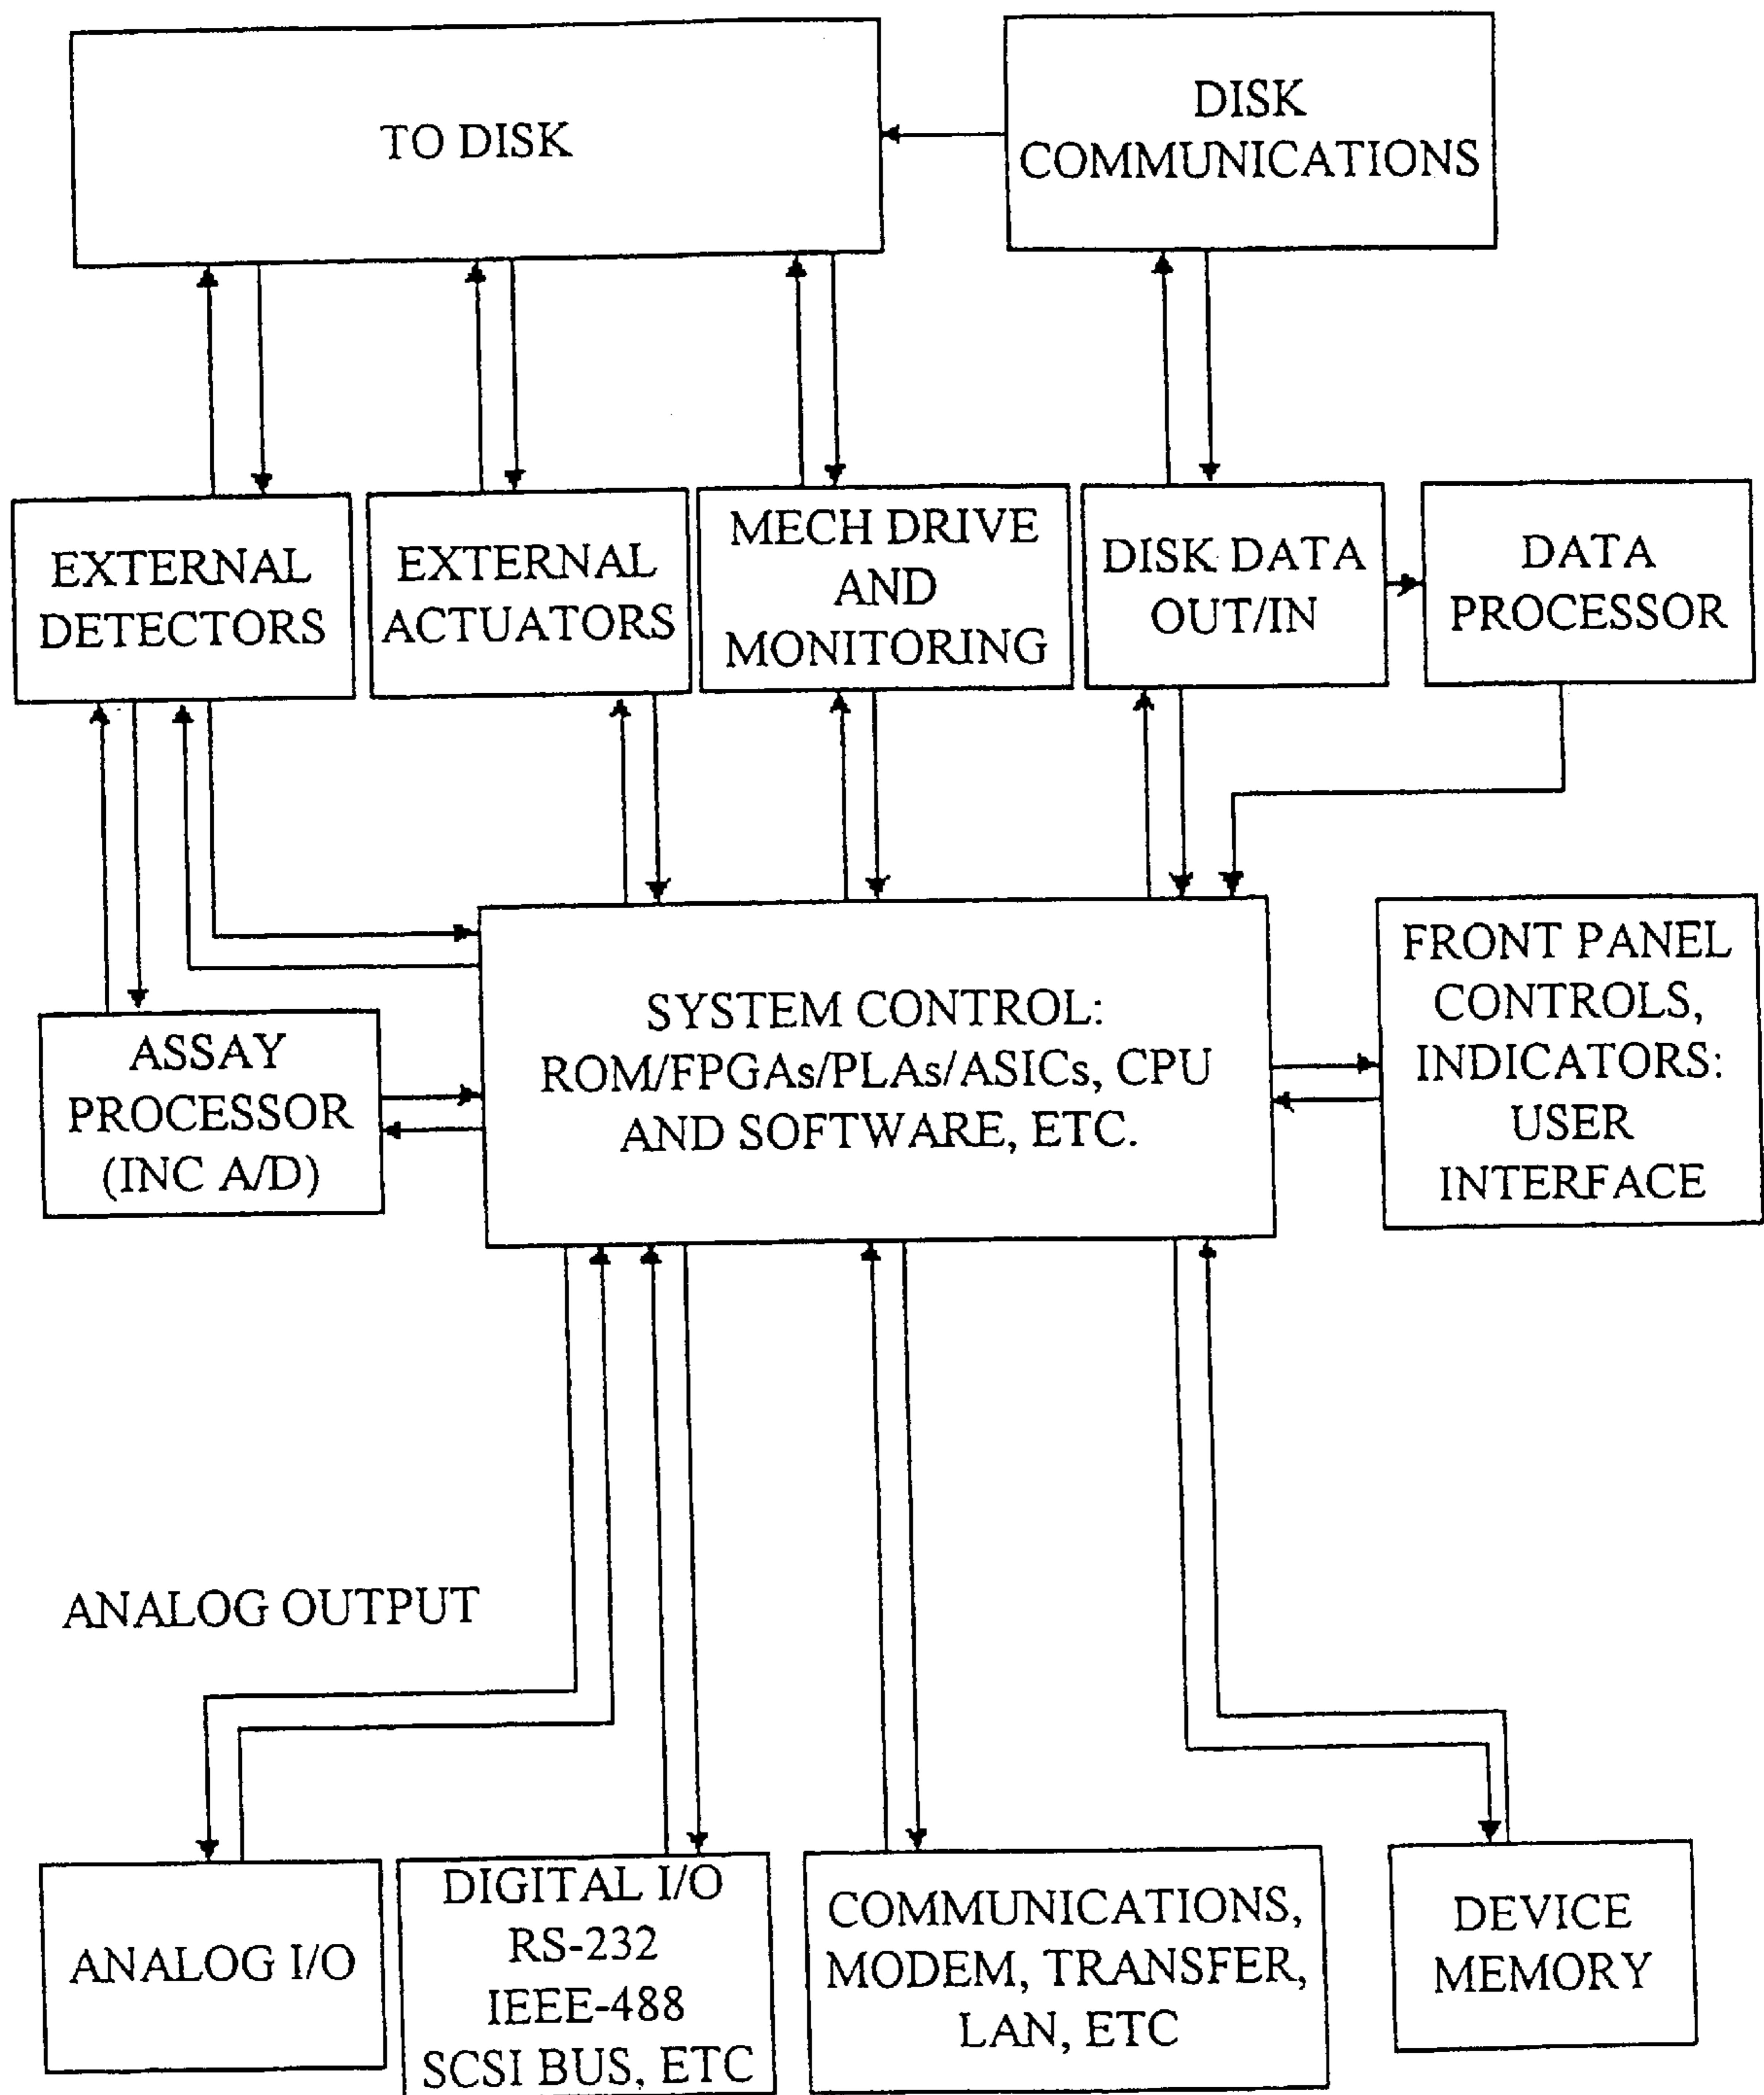 TO DISK
DISK
COMMUNICATIONS
EXTERNAL
DETECTORS
EXTERNAL
ACTUATORS
MECH DRIVE
AND
MONITORING
DISK DATA
OUT/IN
DATA
PROCESSOR
ASSAY
PROCESSOR
(INC A/D)
SYSTEM CONTROL:
ROM/FPGAs/PLAs/ASICs, CPU
AND SOFTWARE, ETC.
FRONT PANEL
CONTROLS,
INDICATORS:
USER
INTERFACE
ANALOG OUTPUT
ANALOG I/O
DIGITAL I/O
RS-232
IEEE-488
SCSI BUS, ETC
COMMUNICATIONS,
MODEM, TRANSFER,
LAN, ETC
DEVICE
MEMORY